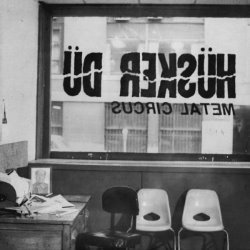 HÜSKER DÜ
METAL CIRCUS